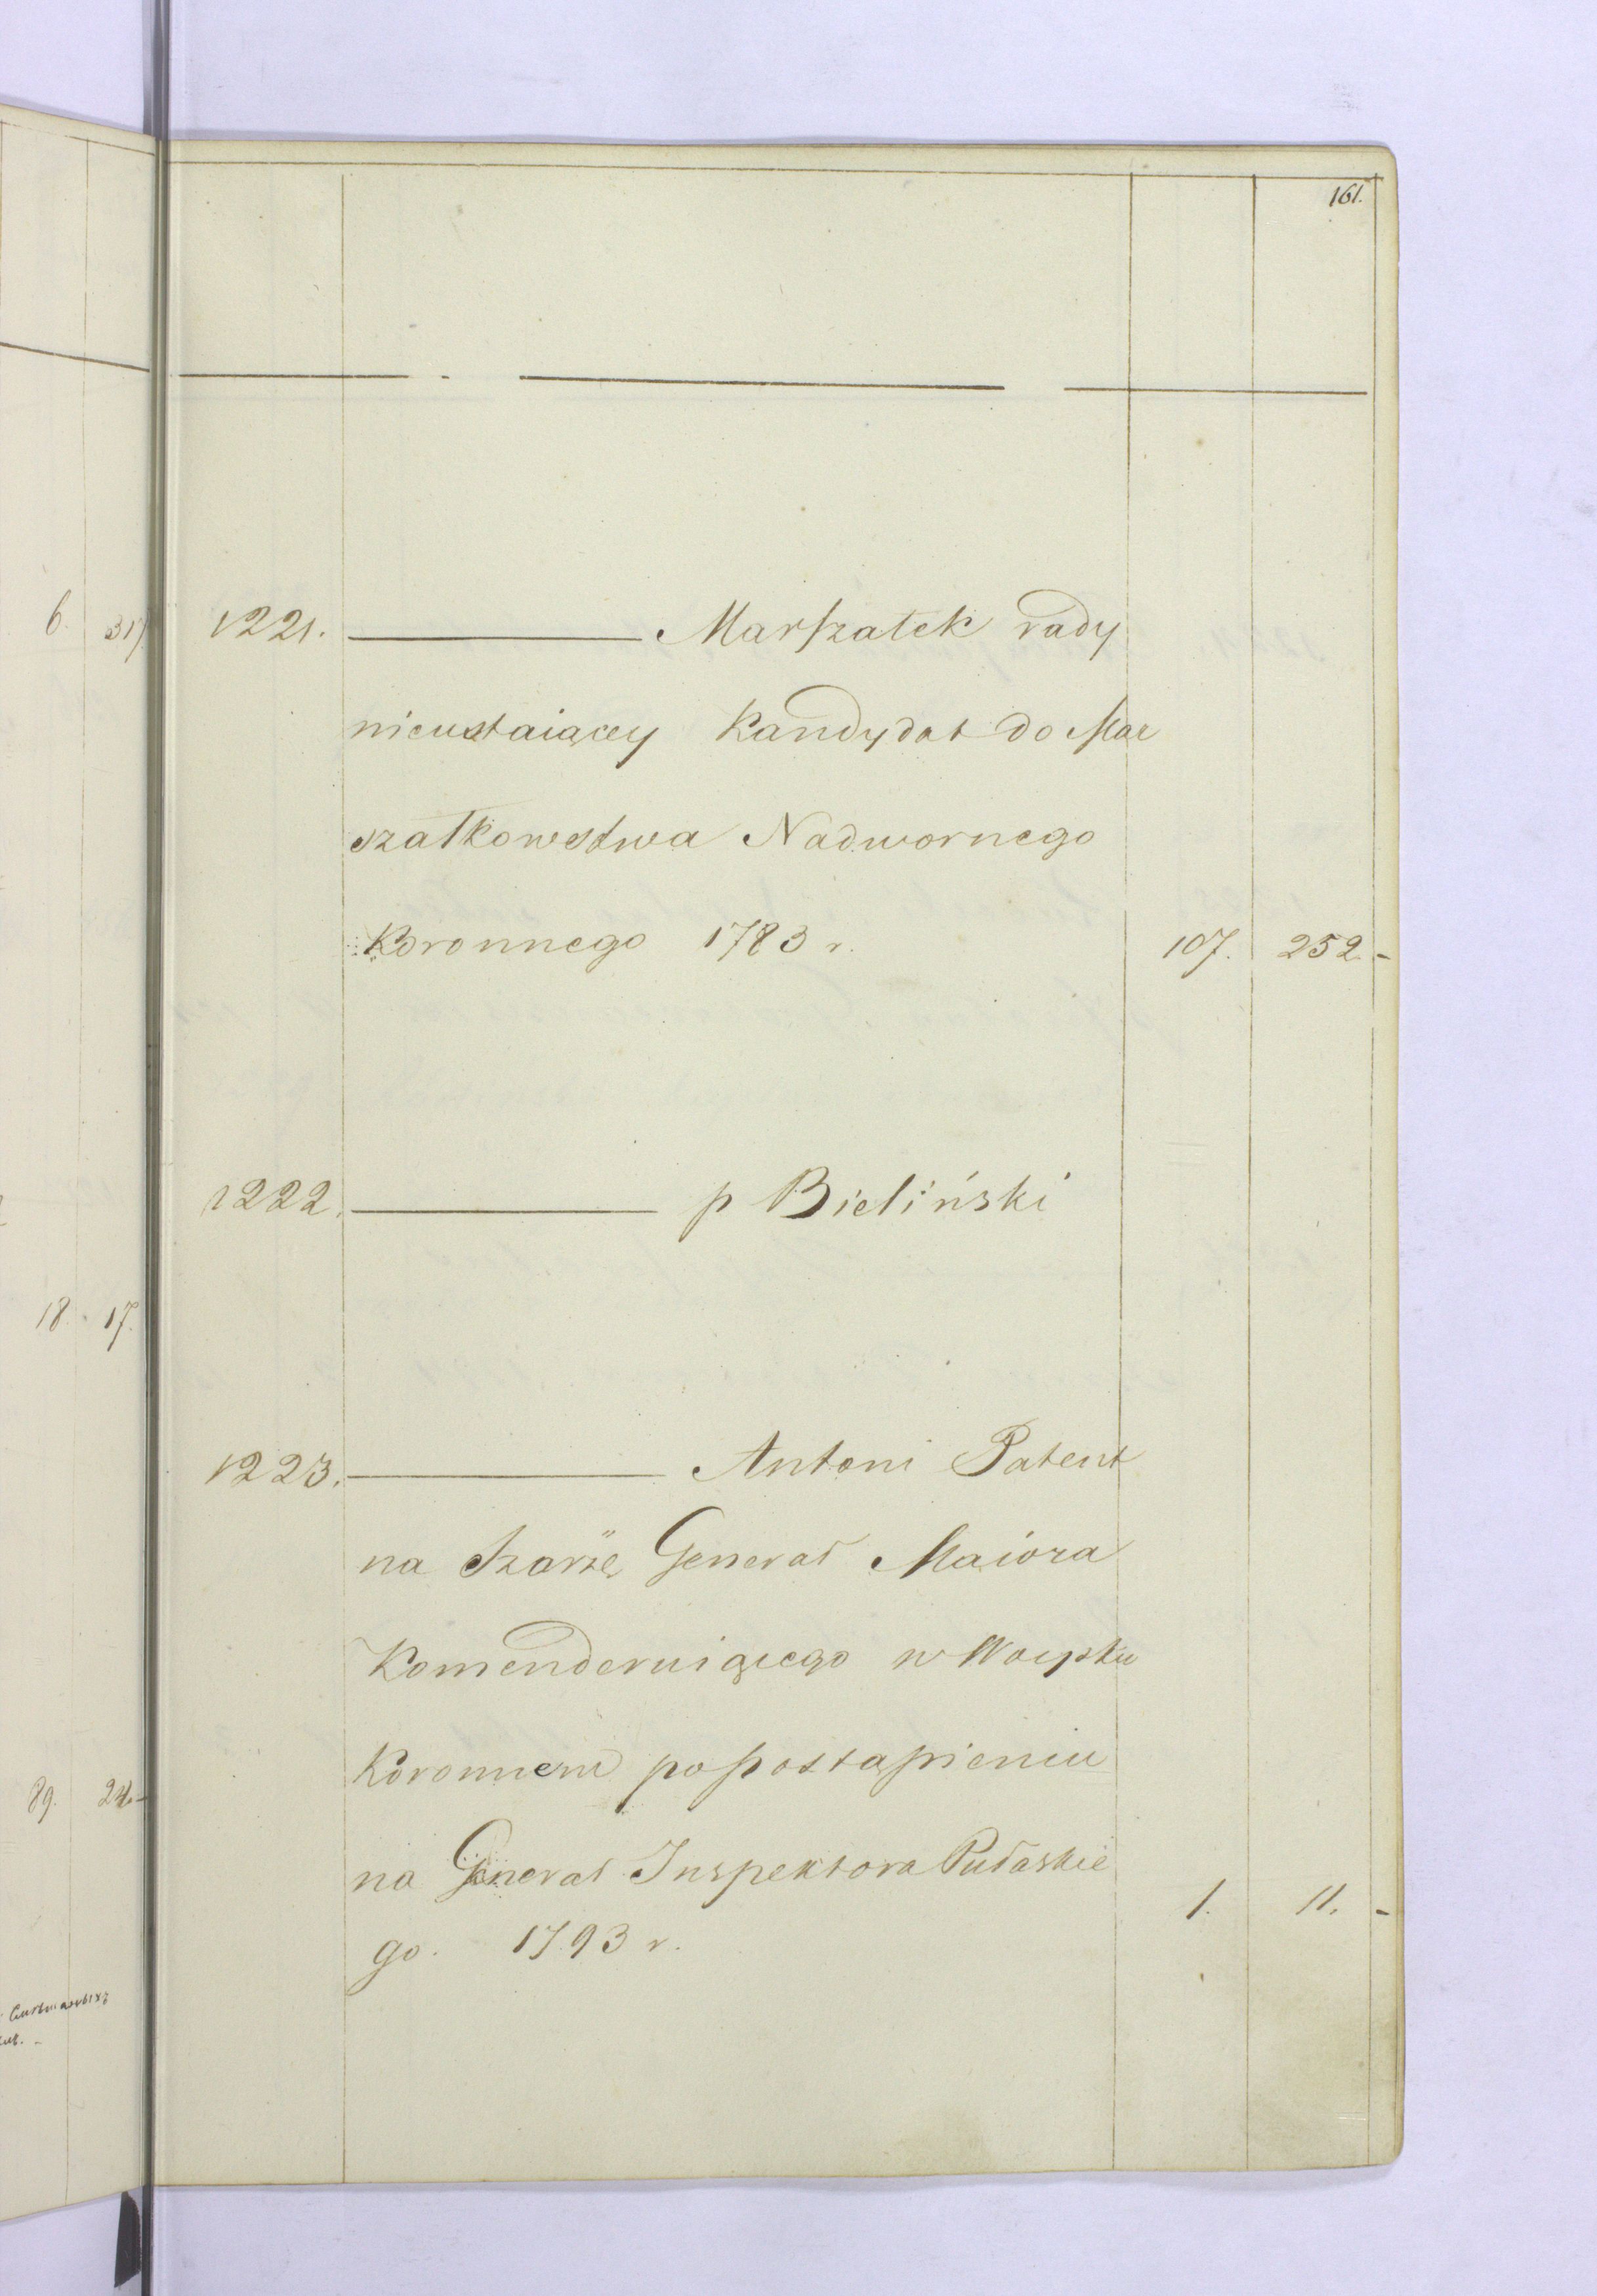 161.
6. 317.
1221. ——— Marszałek rady
nieustaiącey Kandydat do Mar
szałkowstwa Nadwornego
Koronnego 1783 r. 107. 252. -
1222. ——— p Bieliński
18. 17.
1223. ——— Antoni Patent
na Szarżę Generał Maiora
Komenderuiącego w Woysku
Koronnem po postąpieniu
89. 24. -
na Generał Inspektora Pułaskie
go. 1793 r. 1. 11. -